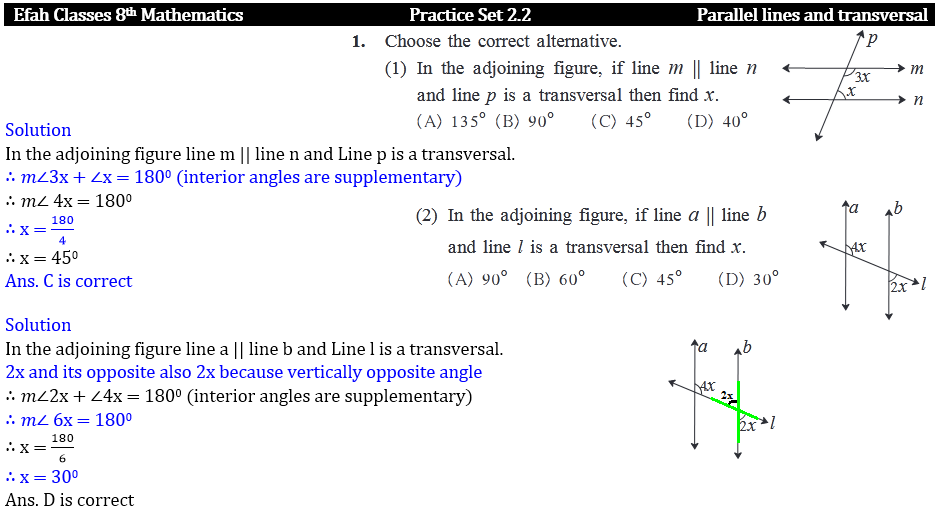 Efah Classes 8th Mathematics Practice Set 2.2 Parallel lines and transversal
1. Choose the correct alternative.
(1) In the adjoining figure, if line m || line n
and line p is a transversal then find x.
(A) 135° (B) 90° (C) 45° (D) 40°
p
m
3x
x
n
Solution
In the adjoining figure line m || line n and Line p is a transversal.
∴ m∠3x + ∠x = 180⁰ (interior angles are supplementary)
∴ m∠ 4x = 180⁰
∴ x = 180/4
∴ x = 45⁰
Ans. C is correct
(2) In the adjoining figure, if line a || line b
and line l is a transversal then find x.
(A) 90° (B) 60° (C) 45° (D) 30°
a b
4x
2x l
Solution
In the adjoining figure line a || line b and Line l is a transversal.
2x and its opposite also 2x because vertically opposite angle
∴ m∠2x + ∠4x = 180⁰ (interior angles are supplementary)
∴ m∠ 6x = 180⁰
∴ x = 180/6
∴ x = 30⁰
Ans. D is correct
a b
4x
2x
2x l